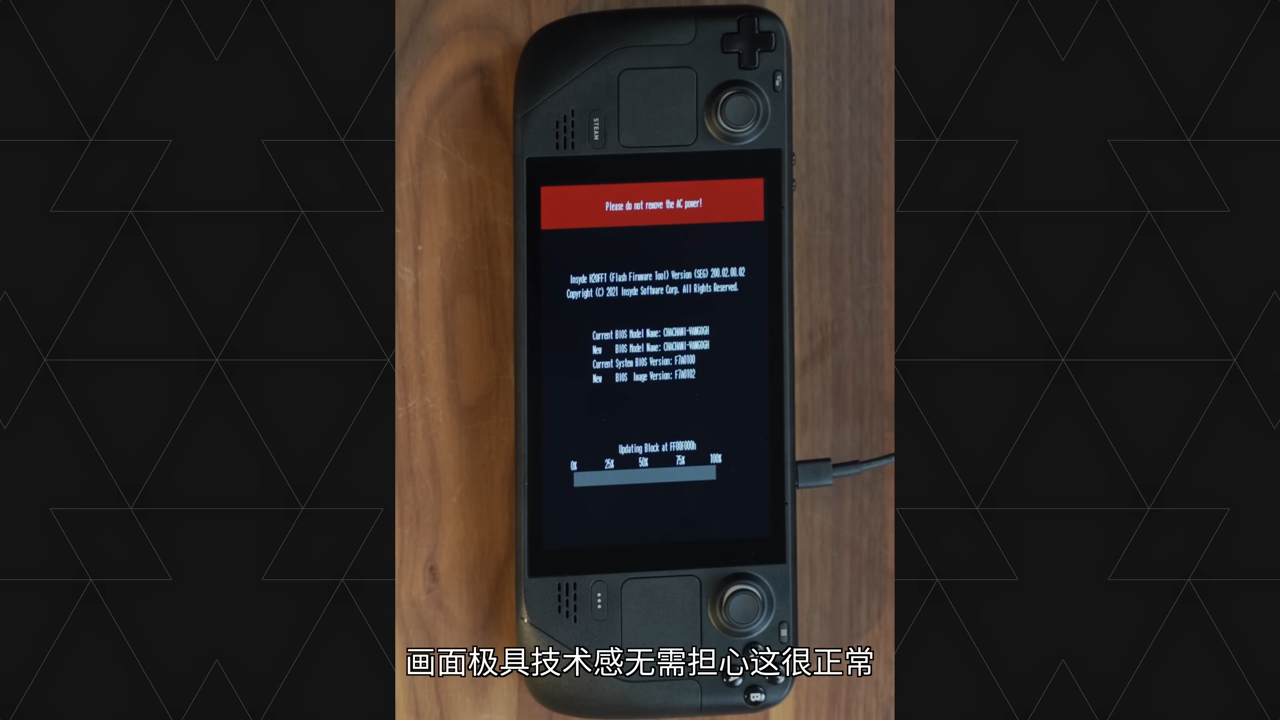 STEAM
Please do not remove the AC power!
Insyde H2OFFT (Flash Firmware Tool) Version (SEG) 200.02.00.02
Copyright (C) 2021 Insyde Software Corp. All Rights Reserved.
Current BIOS Model Name: CHACHANI-VANGOGH
New BIOS Model Name: CHACHANI-VANGOGH
Current System BIOS Version: F7A0100
New BIOS Image Version: F7A0102
Updating Block at FF00F000h
0% 25% 50% 75% 100%
画面极具技术感无需担心这很正常
B